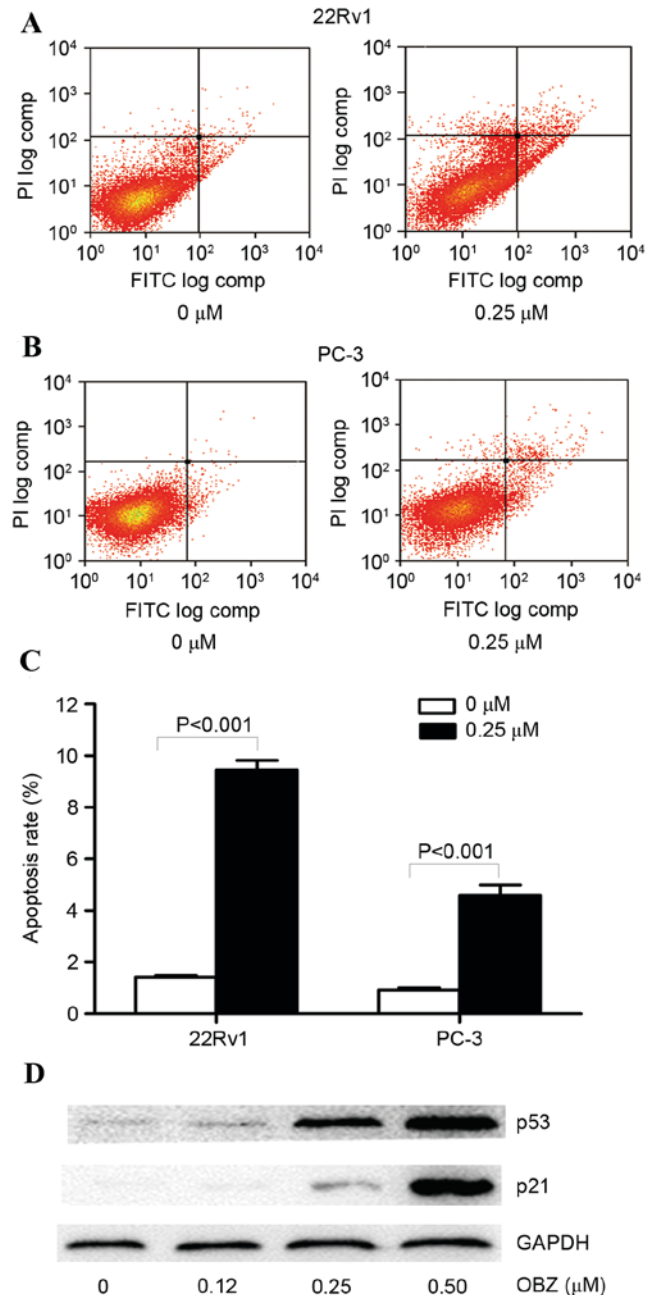 A
22Rv1
PI log comp
10⁴
10³
10²
10¹
10⁰
10⁰ 10¹ 10² 10³ 10⁴
FITC log comp
0 µM
PI log comp
10⁴
10³
10²
10¹
10⁰
10⁰ 10¹ 10² 10³ 10⁴
FITC log comp
0.25 µM
B
PC-3
PI log comp
10⁴
10³
10²
10¹
10⁰
10⁰ 10¹ 10² 10³ 10⁴
FITC log comp
0 µM
PI log comp
10⁴
10³
10²
10¹
10⁰
10⁰ 10¹ 10² 10³ 10⁴
FITC log comp
0.25 µM
C
Apoptosis rate (%)
12
10
8
6
4
2
0
P<0.001
P<0.001
0 µM
0.25 µM
22Rv1 PC-3
D
p53
p21
GAPDH
0 0.12 0.25 0.50 OBZ (µM)